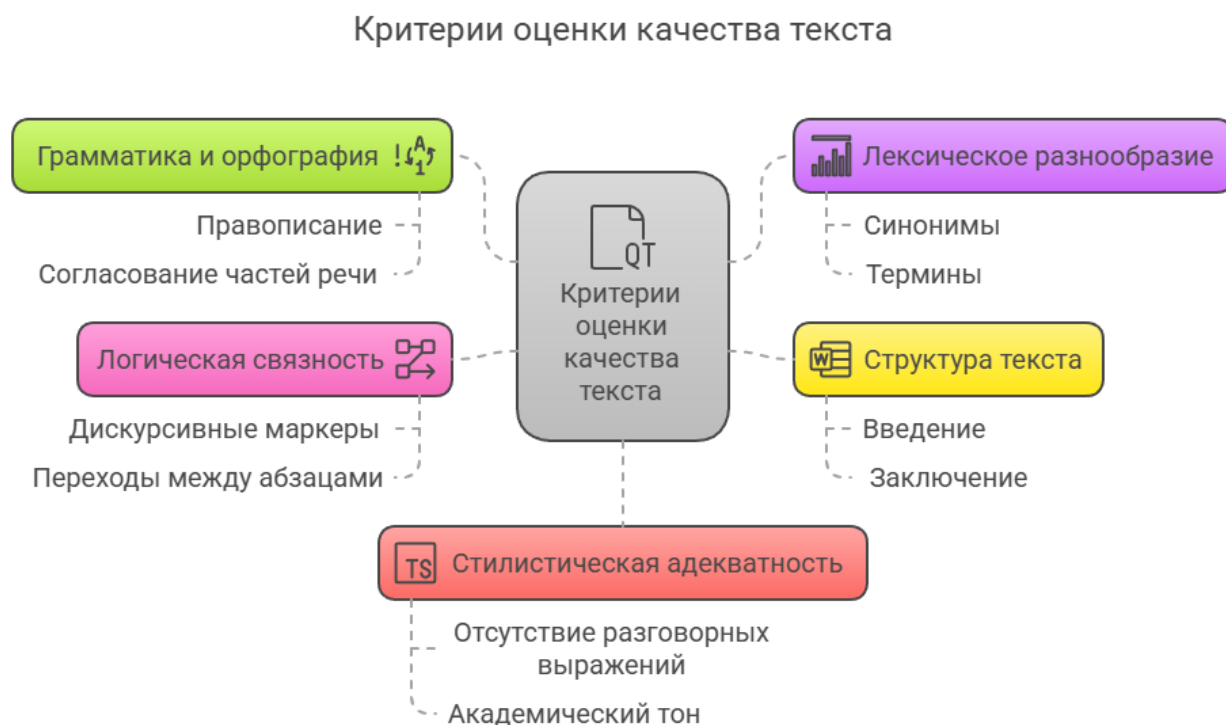 Критерии оценки качества текста
Грамматика и орфография
Правописание
Согласование частей речи
Логическая связность
Дискурсивные маркеры
Переходы между абзацами
QT
Критерии
оценки
качества
текста
Лексическое разнообразие
Синонимы
Термины
W
Структура текста
Введение
Заключение
TS
Стилистическая адекватность
Отсутствие разговорных
выражений
Академический тон